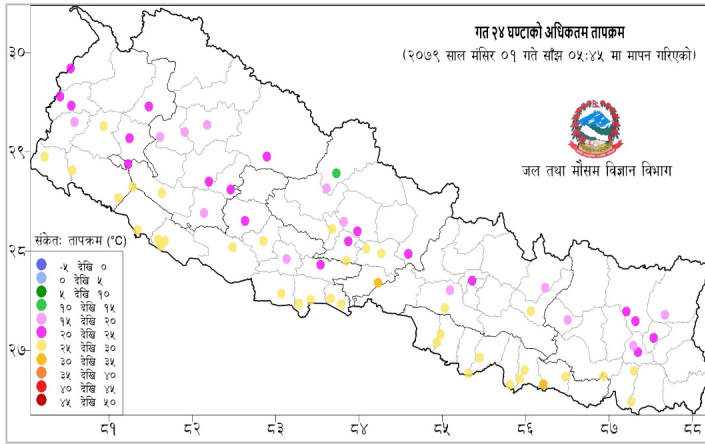 गत २४ घण्टाको अधिकतम तापक्रम
(२०७९ साल मंसिर ०१ गते साँझ ०५:४५ मा मापन गरिएको)
जल तथा मौसम विज्ञान विभाग
३०
२९
२८
२७
संकेतः तापक्रम (°C)
-५ देखि ०
० देखि ५
५ देखि १०
१० देखि १५
१५ देखि २०
२० देखि २५
२५ देखि ३०
३० देखि ३५
३५ देखि ४०
४० देखि ४५
४५ देखि ५०
८१ ८२ ८३ ८४ ८५ ८६ ८७ ८८